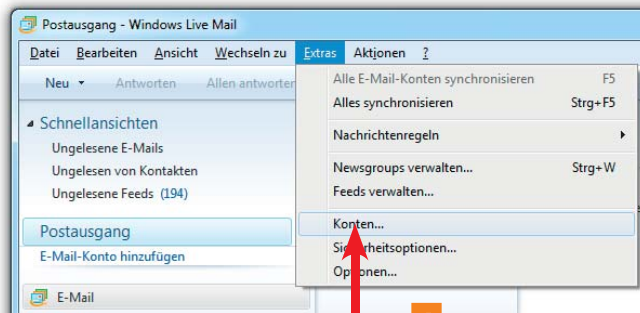 Postausgang - Windows Live Mail
Datei Bearbeiten Ansicht Wechseln zu Extras Aktionen ?
Neu Antworten Allen antworten
Alle E-Mail-Konten synchronisieren F5
Alles synchronisieren Strg+F5
Nachrichtenregeln
Newsgroups verwalten... Strg+W
Feeds verwalten...
Konten...
Sicherheitsoptionen...
Optionen...
Schnellansichten
Ungelesene E-Mails
Ungelesen von Kontakten
Ungelesene Feeds (194)
Postausgang
E-Mail-Konto hinzufügen
E-Mail